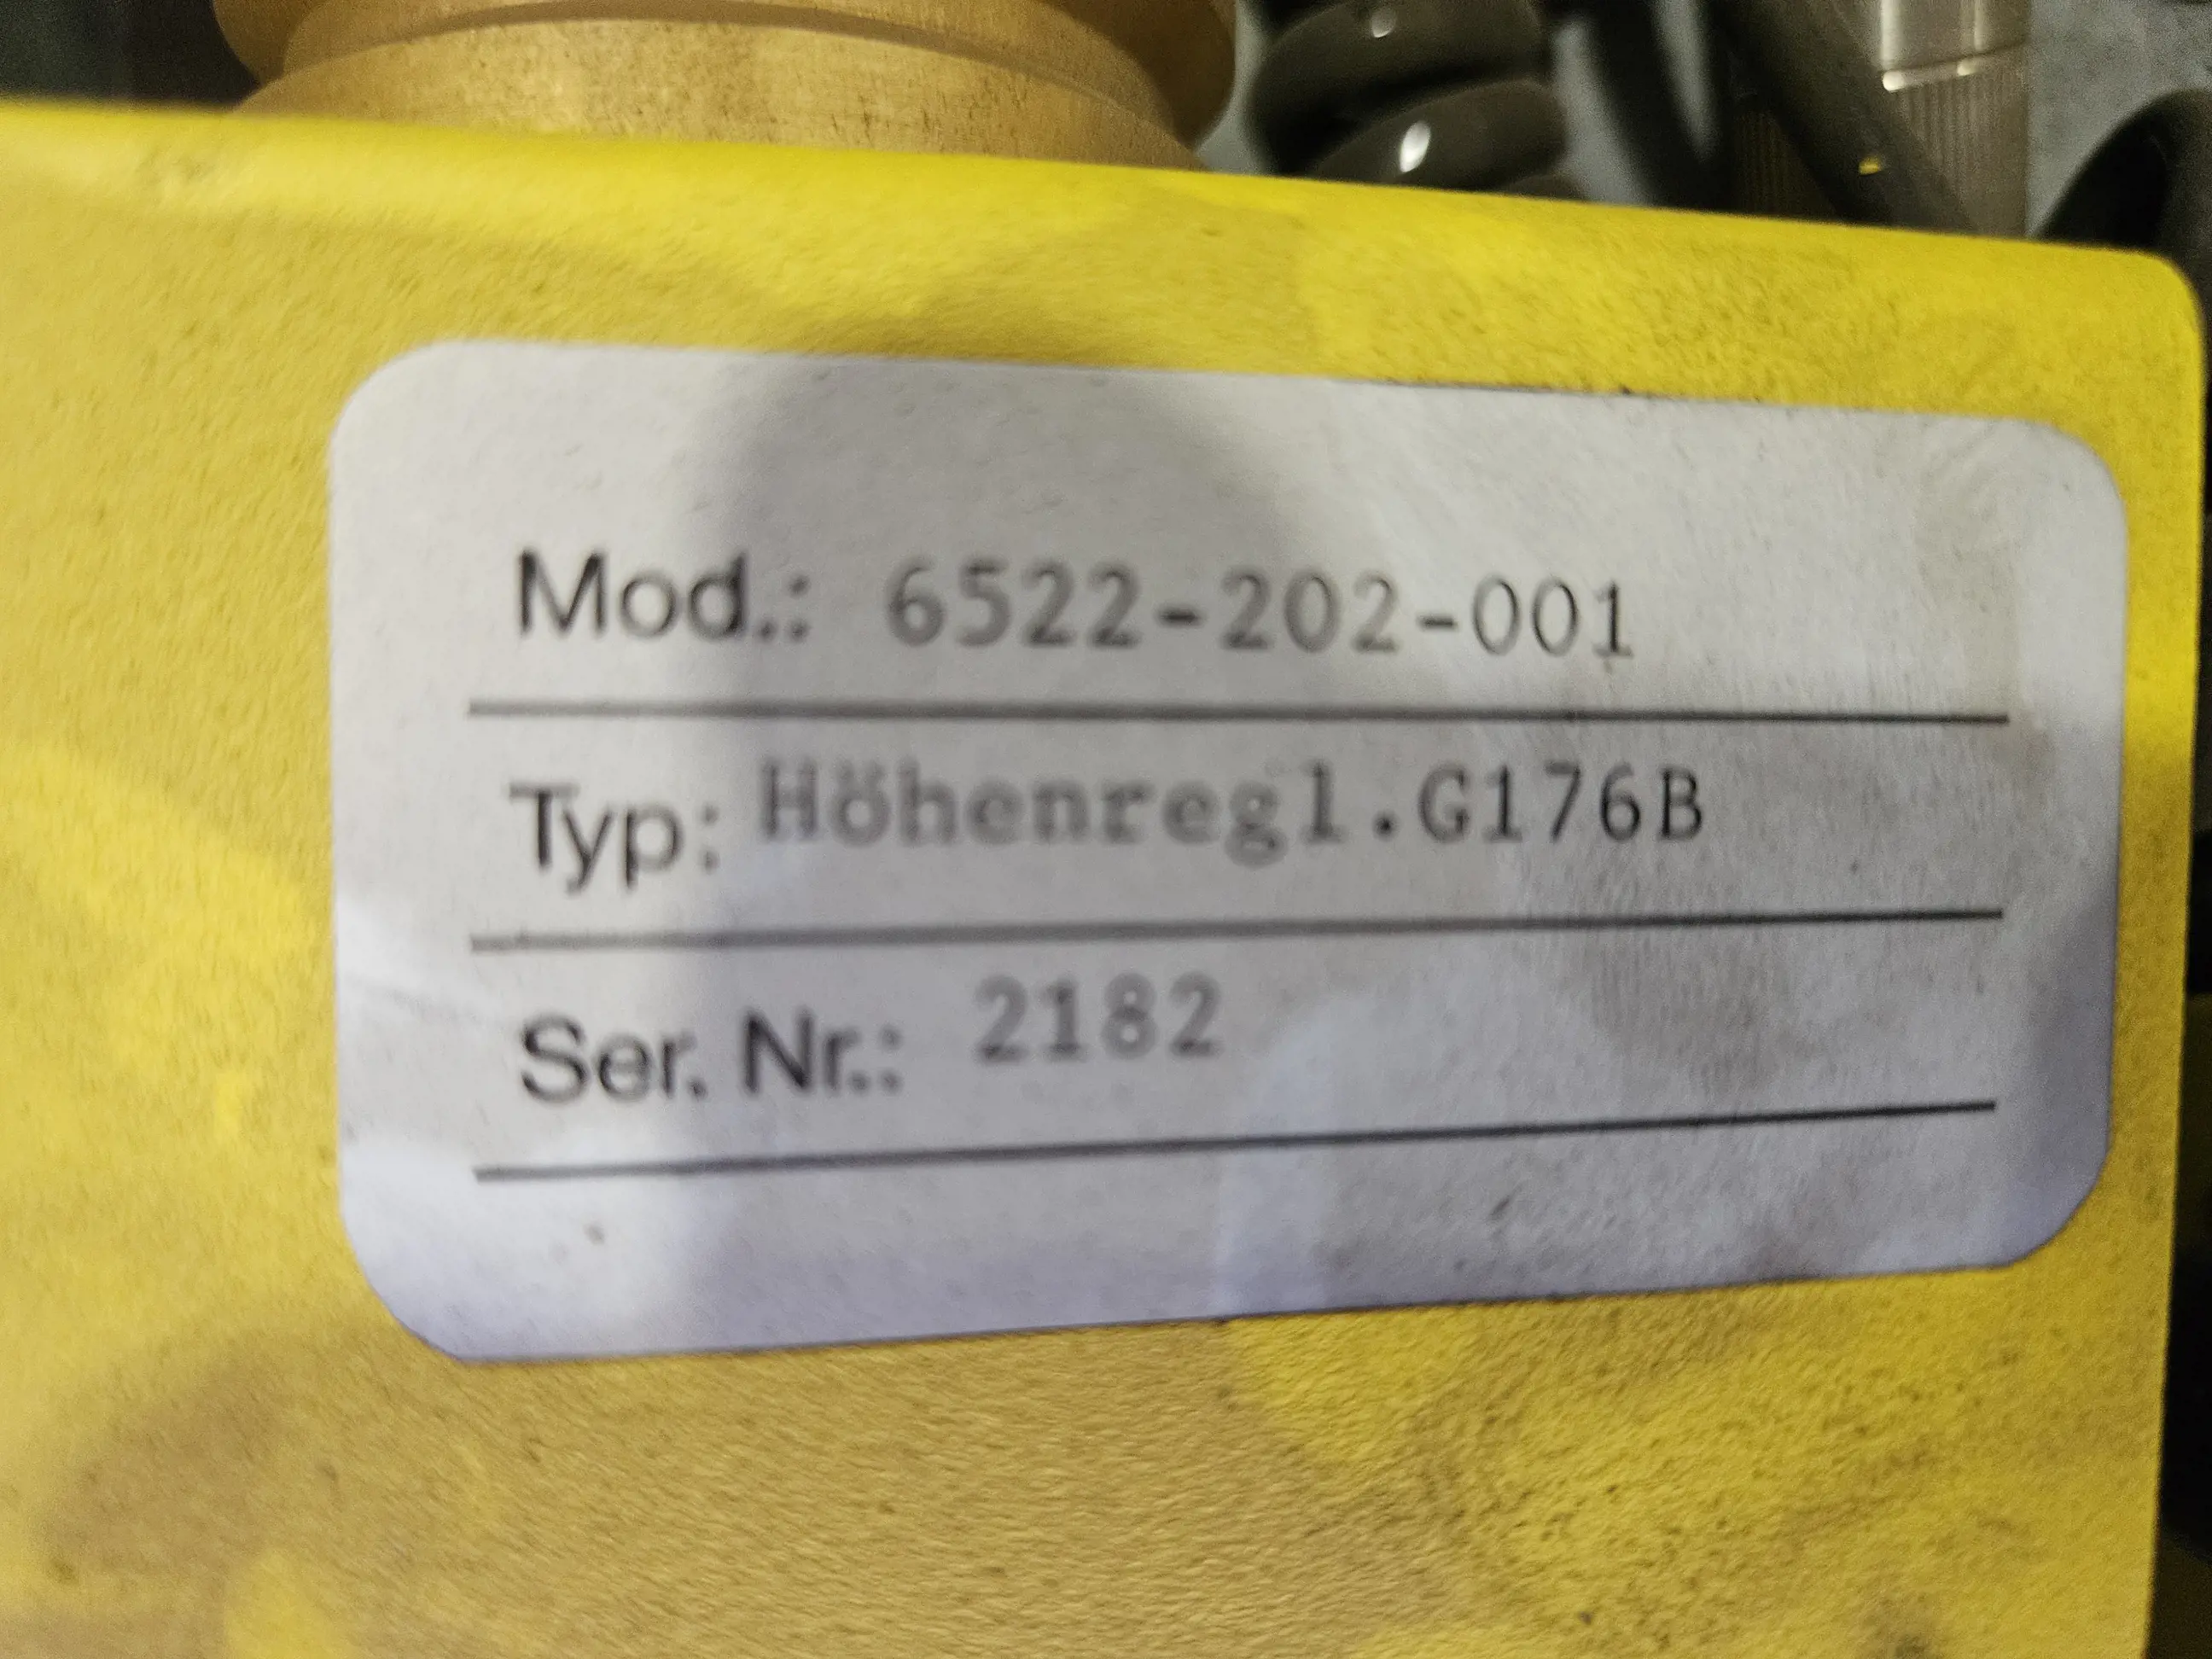 Mod.: 6522-202-001
Typ: Höhenregl.G176B
Ser. Nr.: 2182